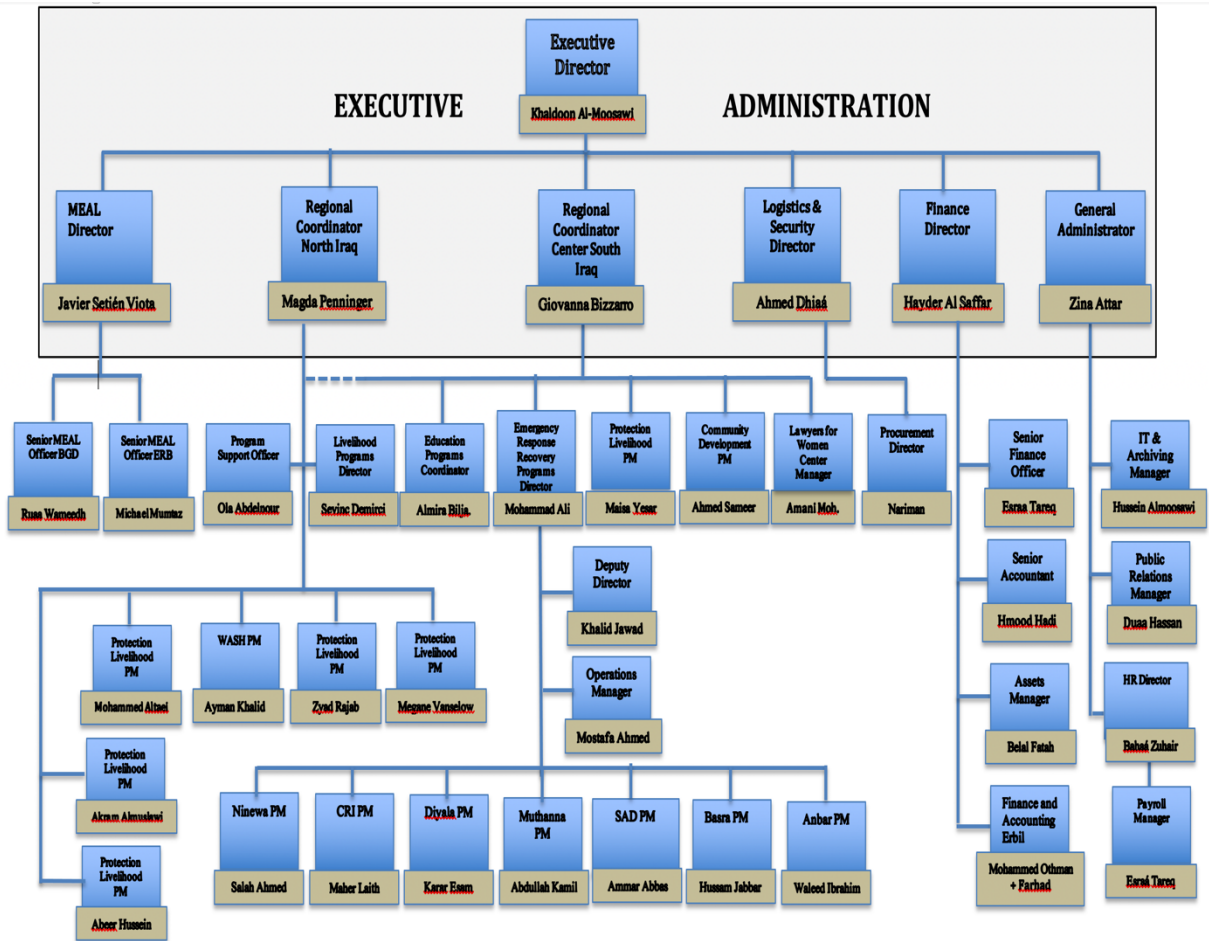 Executive
Director
Khaldoon Al-Moosawi
EXECUTIVE
ADMINISTRATION
MEAL
Director
Javier Setién Viota
Regional
Coordinator
North Iraq
Magda Penninger
Regional
Coordinator
Center South
Iraq
Giovanna Bizzarro
Logistics &
Security
Director
Ahmed Dhiaá
Finance
Director
Hayder Al Saffar
General
Administrator
Zina Attar
Senior MEAL
Officer BGD
Ruaa Wameedh
Senior MEAL
Officer ERB
Michael Mumtaz
Program
Support Officer
Ola Abdelnour
Livelihood
Programs
Director
Sevinc Demirci
Education
Programs
Coordinator
Almira Bilja.
Emergency
Response
Recovery
Programs
Director
Mohammad Ali
Protection
Livelihood
PM
Maisa Yesar
Community
Development
PM
Ahmed Sameer
Lawyers for
Women
Center
Manager
Amani Moh.
Procurement
Director
Nariman
Senior
Finance
Officer
Esraa Tareq
IT &
Archiving
Manager
Hussein Almoosawi
Deputy
Director
Khalid Jawad
Senior
Accountant
Hmood Hadi
Public
Relations
Manager
Duaa Hassan
Protection
Livelihood
PM
Mohammed Altaei
WASH PM
Ayman Khalid
Protection
Livelihood
PM
Zyad Rajab
Protection
Livelihood
PM
Megane Vanselow
Operations
Manager
Mostafa Ahmed
Assets
Manager
Belal Fatah
HR Director
Bahaá Zuhair
Protection
Livelihood
PM
Akram Almuslawi
Ninewa PM
Salah Ahmed
CRI PM
Maher Laith
Diyala PM
Karar Esam
Muthanna
PM
Abdullah Kamil
SAD PM
Ammar Abbas
Basra PM
Hussam Jabbar
Anbar PM
Waleed Ibrahim
Finance and
Accounting
Erbil
Mohammed Othman
+ Farhad
Payroll
Manager
Esraá Tareq
Protection
Livelihood
PM
Abeer Hussein